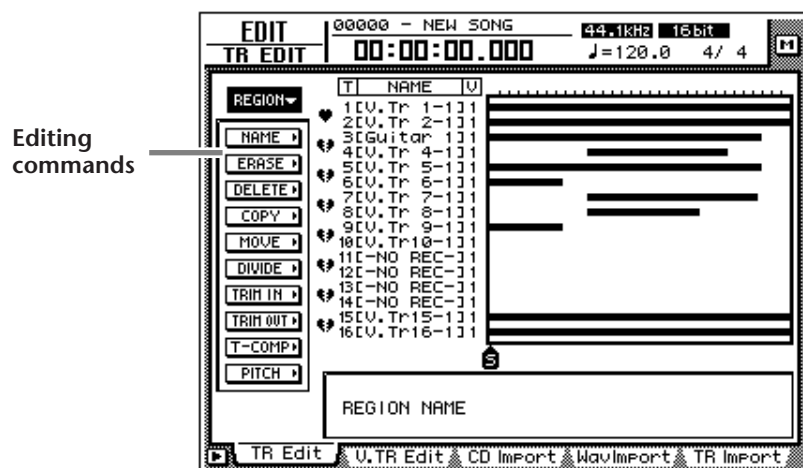 EDIT
TR EDIT
00000 - NEW SONG
00:00:00.000
44.1kHz 16bit
♩=120.0 4/ 4
M
Editing
commands
REGION
NAME
ERASE
DELETE
COPY
MOVE
DIVIDE
TRIM IN
TRIM OUT
T-COMP
PITCH
T NAME V
1[V.Tr 1-1]1
2[V.Tr 2-1]1
3[Guitar 1]1
4[V.Tr 4-1]1
5[V.Tr 5-1]1
6[V.Tr 6-1]1
7[V.Tr 7-1]1
8[V.Tr 8-1]1
9[V.Tr 9-1]1
10[V.Tr10-1]1
11[-NO REC-]1
12[-NO REC-]1
13[-NO REC-]1
14[-NO REC-]1
15[V.Tr15-1]1
16[V.Tr16-1]1
S
REGION NAME
TR Edit V.TR Edit CD Import WavImport TR Import